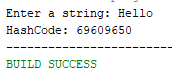 Enter a string: Hello
HashCode: 69609650
------------------------
BUILD SUCCESS